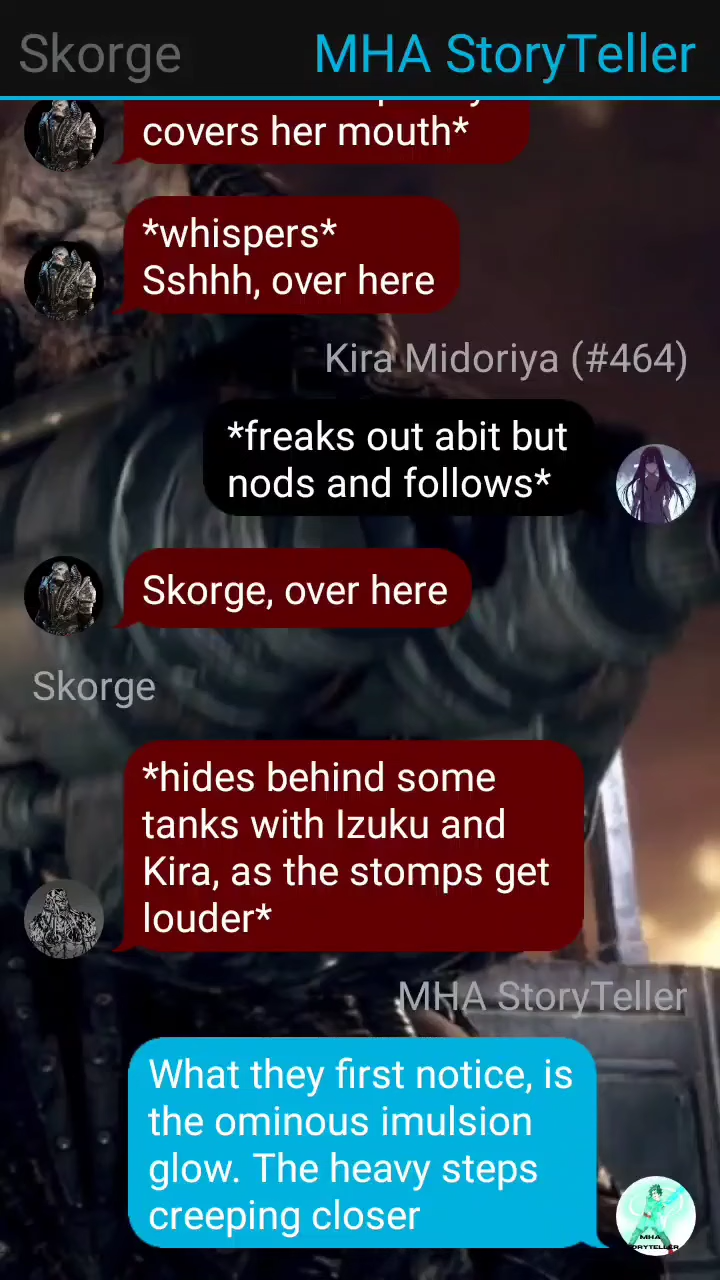 Skorge MHA StoryTeller
covers her mouth*
*whispers*
Sshhh, over here
Kira Midoriya (#464)
*freaks out abit but
nods and follows*
Skorge, over here
Skorge
*hides behind some
tanks with Izuku and
Kira, as the stomps get
louder*
MHA StoryTeller
What they first notice, is
the ominous imulsion
glow. The heavy steps
creeping closer
MHA